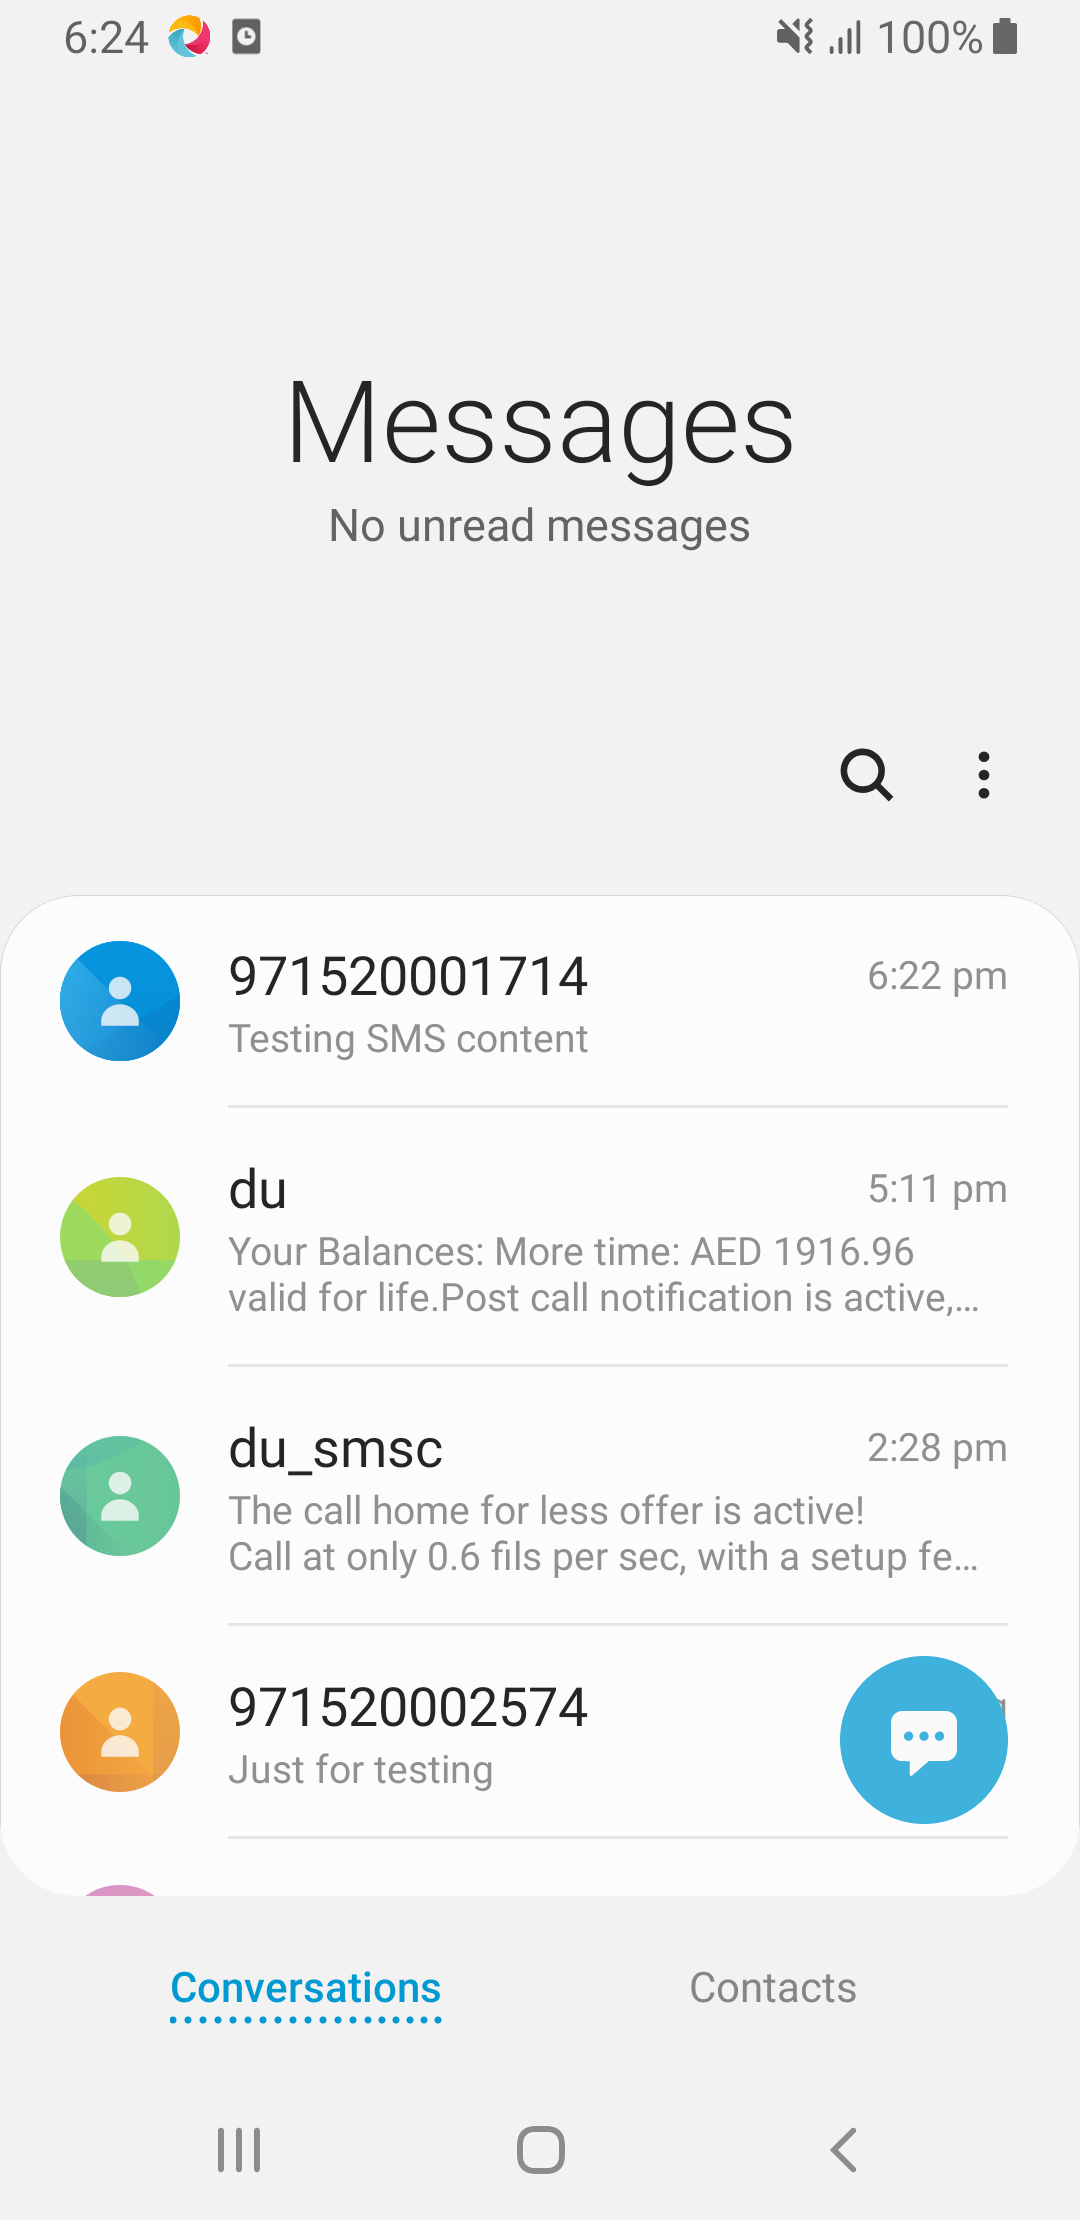 6:24
100%
Messages
No unread messages
971520001714
6:22 pm
Testing SMS content
du
5:11 pm
Your Balances: More time: AED 1916.96
valid for life.Post call notification is active,...
du_smsc
2:28 pm
The call home for less offer is active!
Call at only 0.6 fils per sec, with a setup fe...
971520002574
Just for testing
Conversations
Contacts